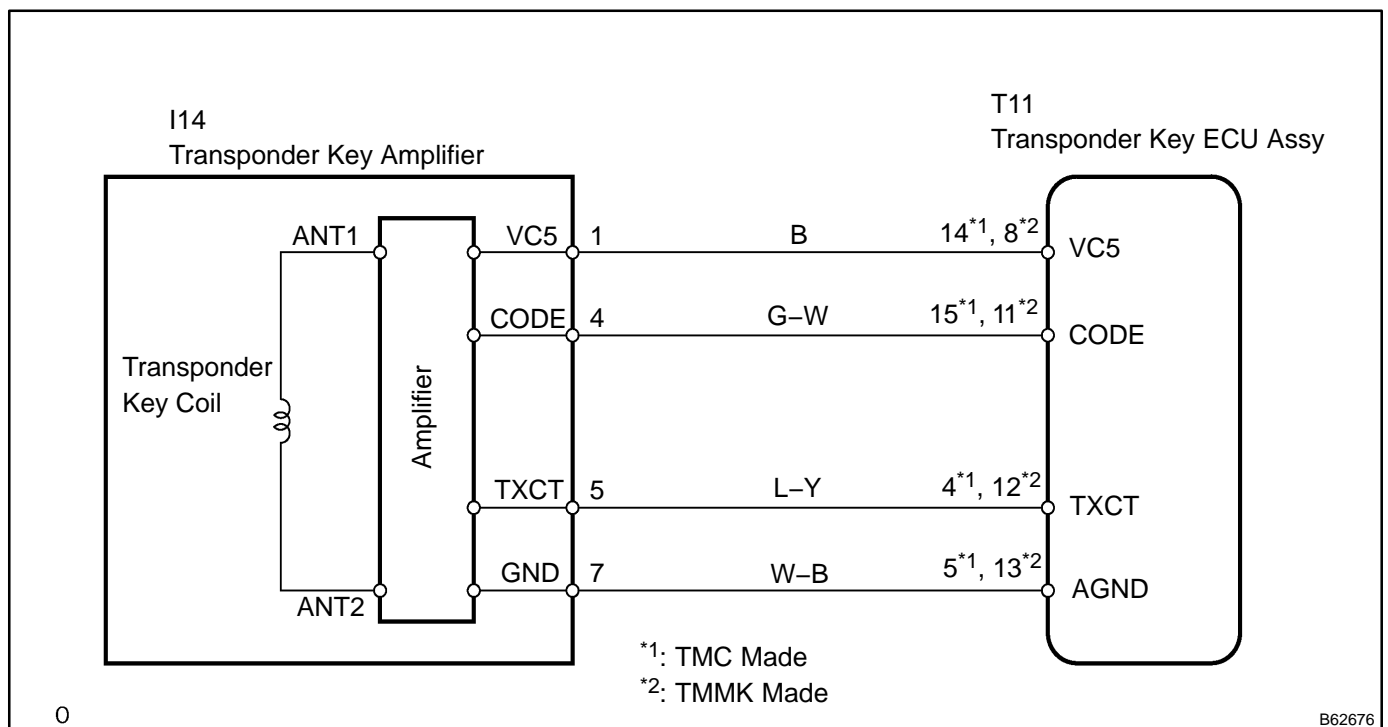 I14
Transponder Key Amplifier
T11
Transponder Key ECU Assy
ANT1
VC5
1
B
14*1, 8*2
VC5
CODE
4
G−W
15*1, 11*2
CODE
Transponder
Key Coil
Amplifier
TXCT
5
L−Y
4*1, 12*2
TXCT
GND
7
W−B
5*1, 13*2
AGND
ANT2
*1: TMC Made
*2: TMMK Made
O
B62676